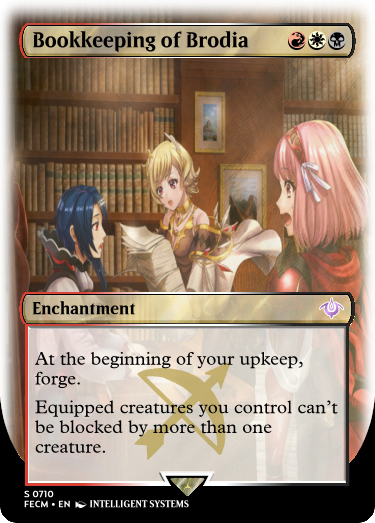 Bookkeeping of Brodia
Enchantment
At the beginning of your upkeep,
forge.
Equipped creatures you control can't
be blocked by more than one
creature.
S 0710
FECM • EN INTELLIGENT SYSTEMS